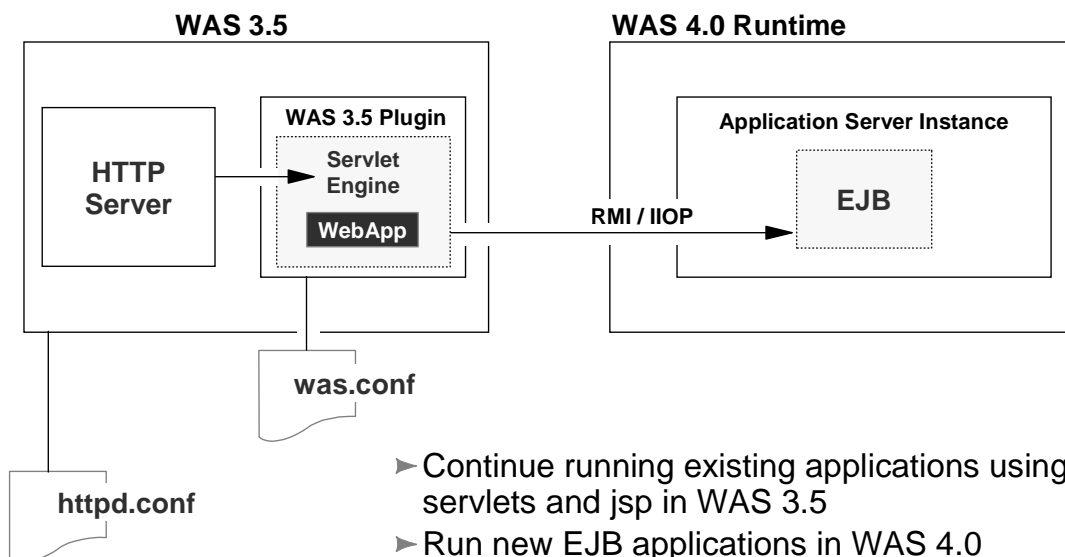 WAS 3.5
WAS 4.0 Runtime
WAS 3.5 Plugin
Application Server Instance
HTTP
Server
Servlet
Engine
WebApp
RMI / IIOP
EJB
was.conf
httpd.conf
➢ Continue running existing applications using
servlets and jsp in WAS 3.5
➢ Run new EJB applications in WAS 4.0